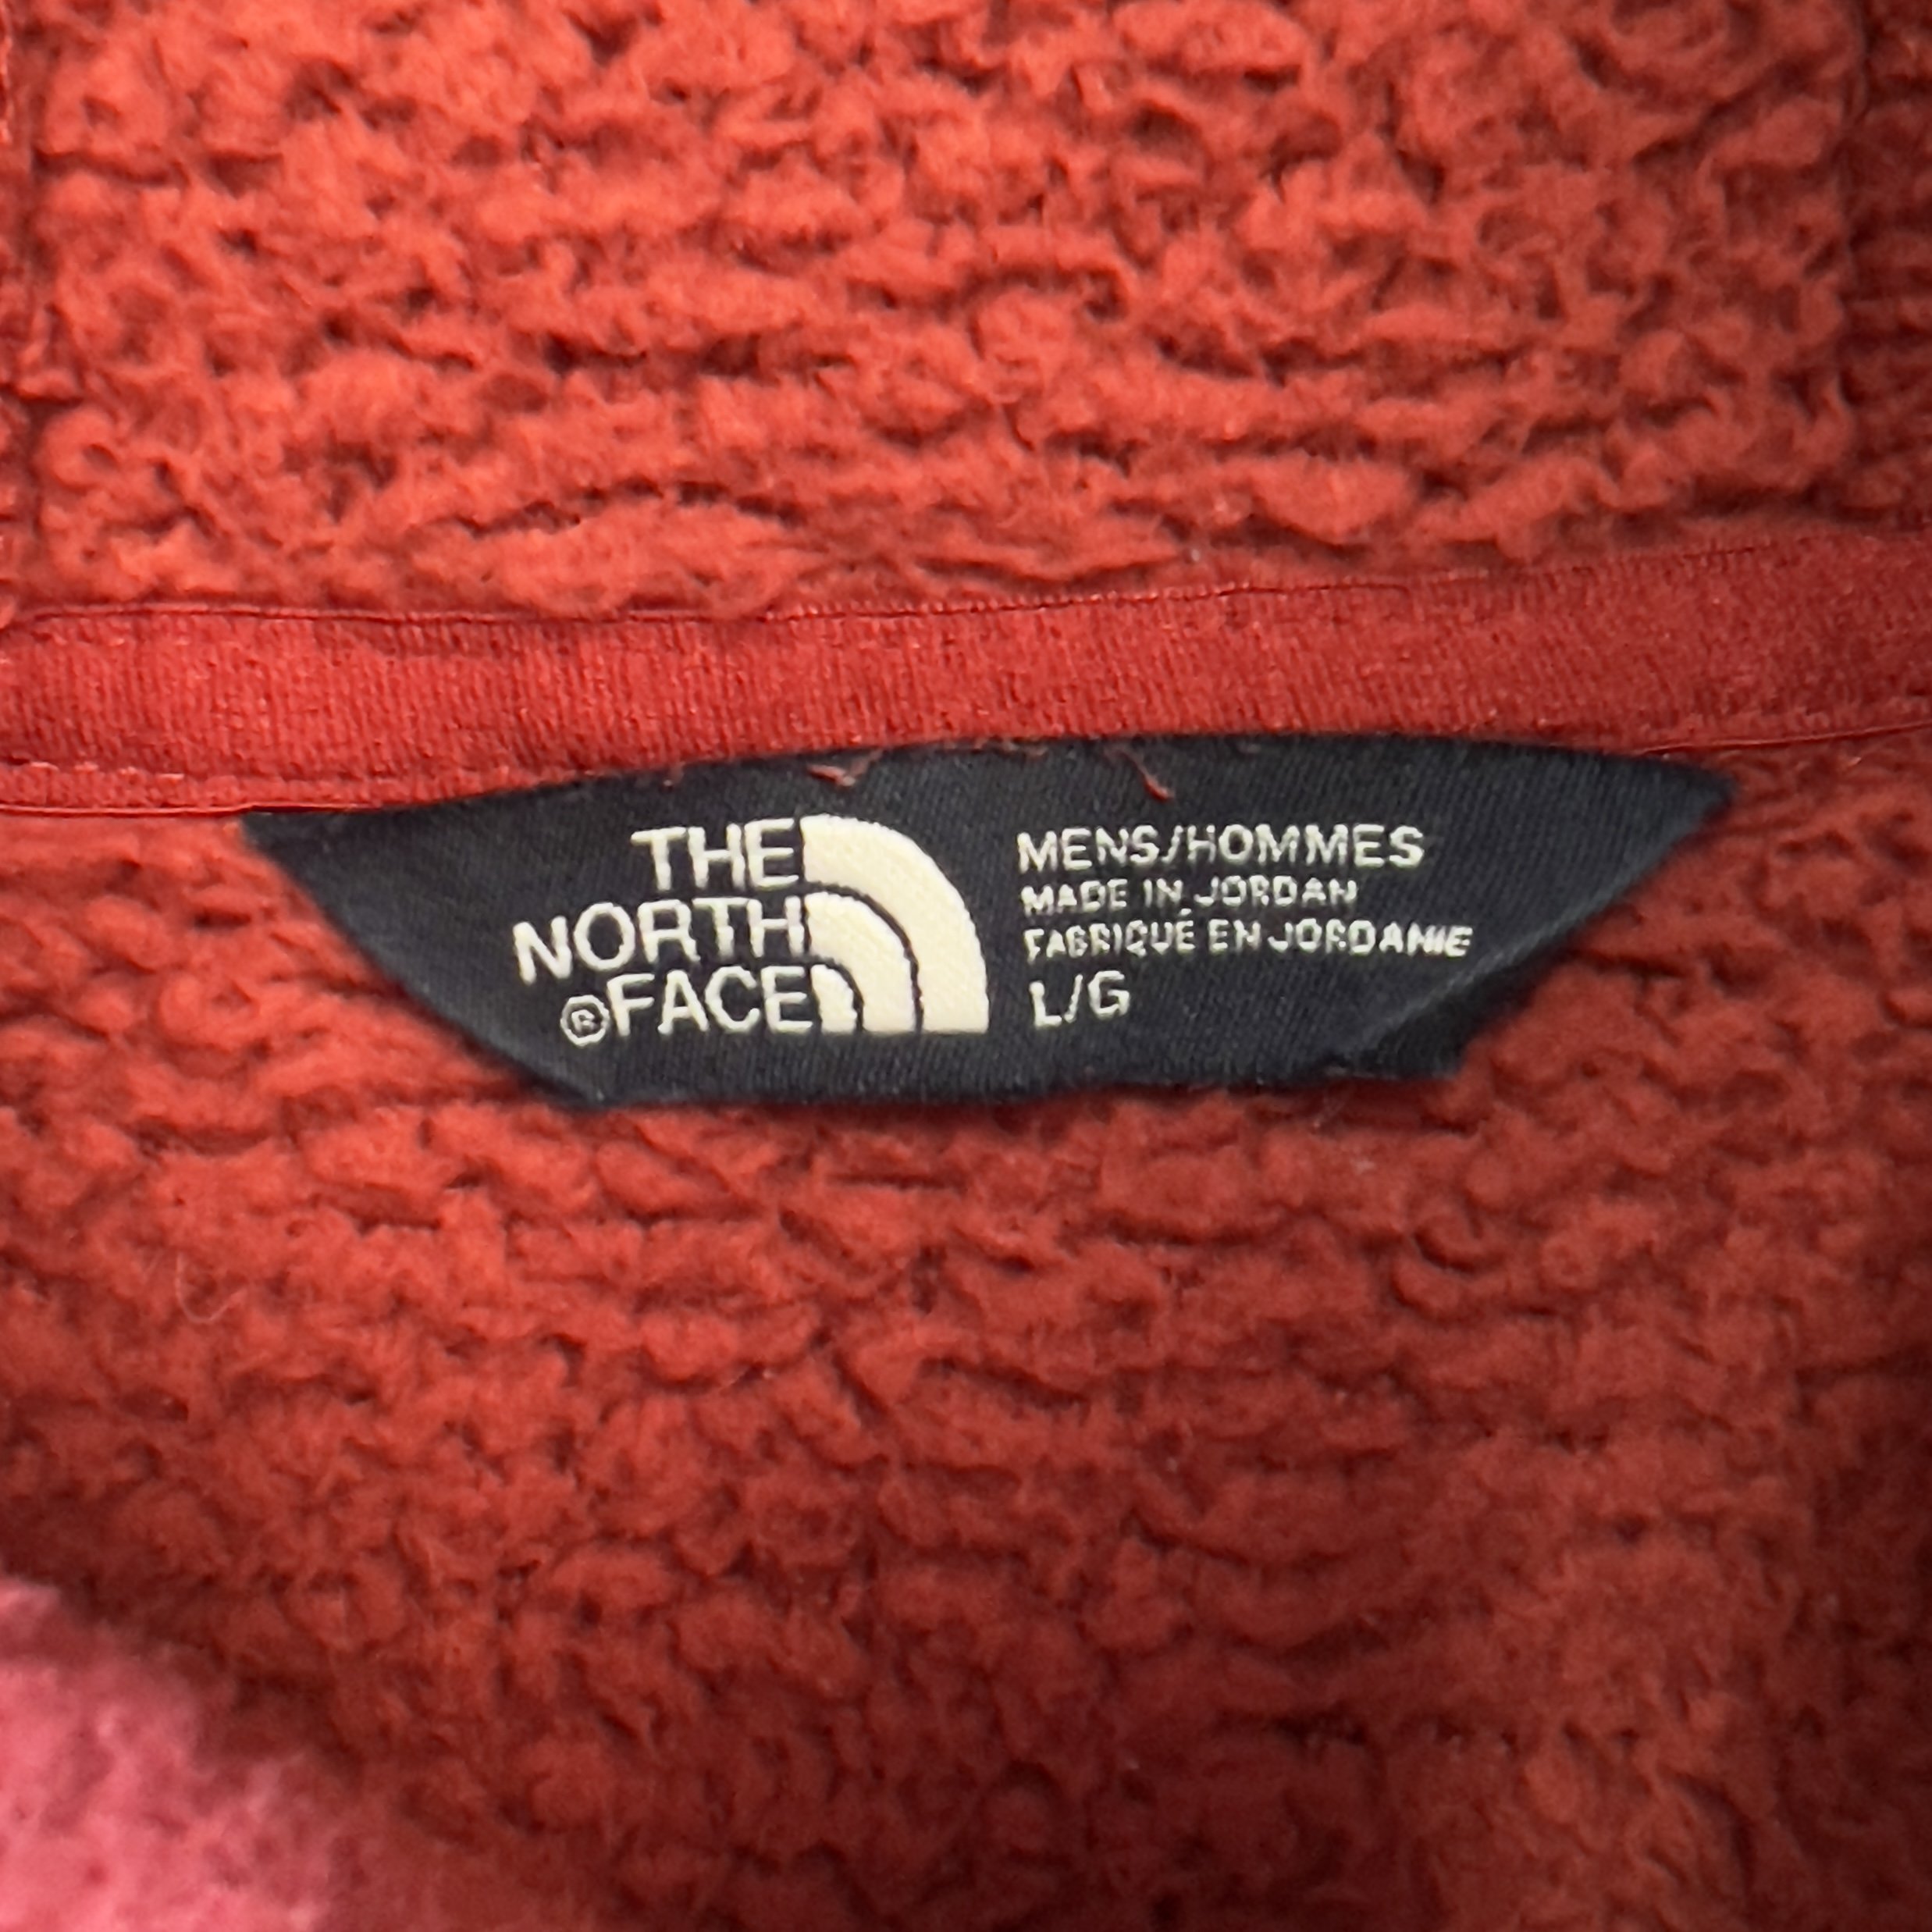 THE
NORTH
®FACE
MENS/HOMMES
MADE IN JORDAN
FABRIQUÉ EN JORDANIE
L/G